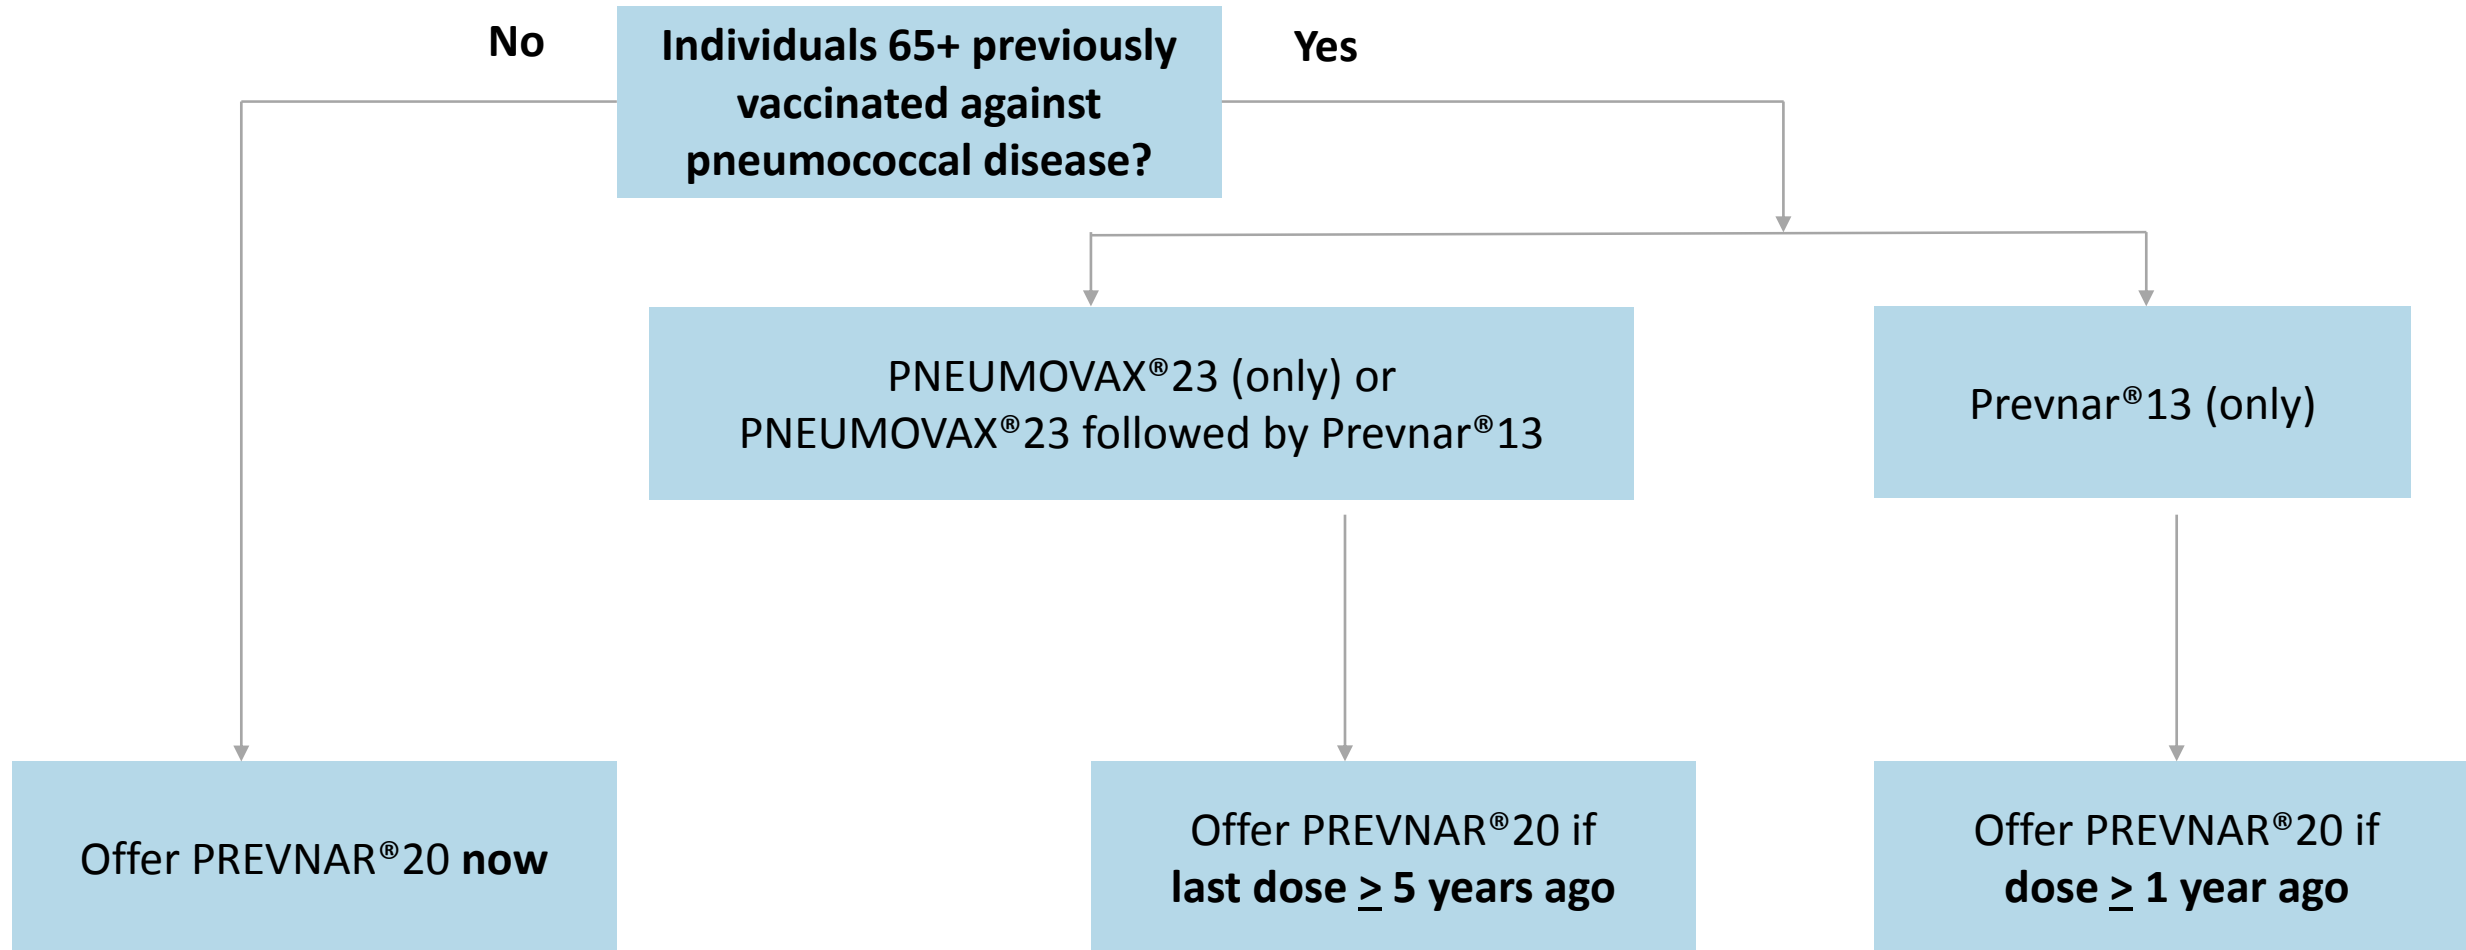 No
Individuals 65+ previously
vaccinated against
pneumococcal disease?
Yes
PNEUMOVAX®23 (only) or
PNEUMOVAX®23 followed by Prevnar®13
Prevnar®13 (only)
Offer PREVNAR®20 now
Offer PREVNAR®20 if
last dose ≥ 5 years ago
Offer PREVNAR®20 if
dose ≥ 1 year ago